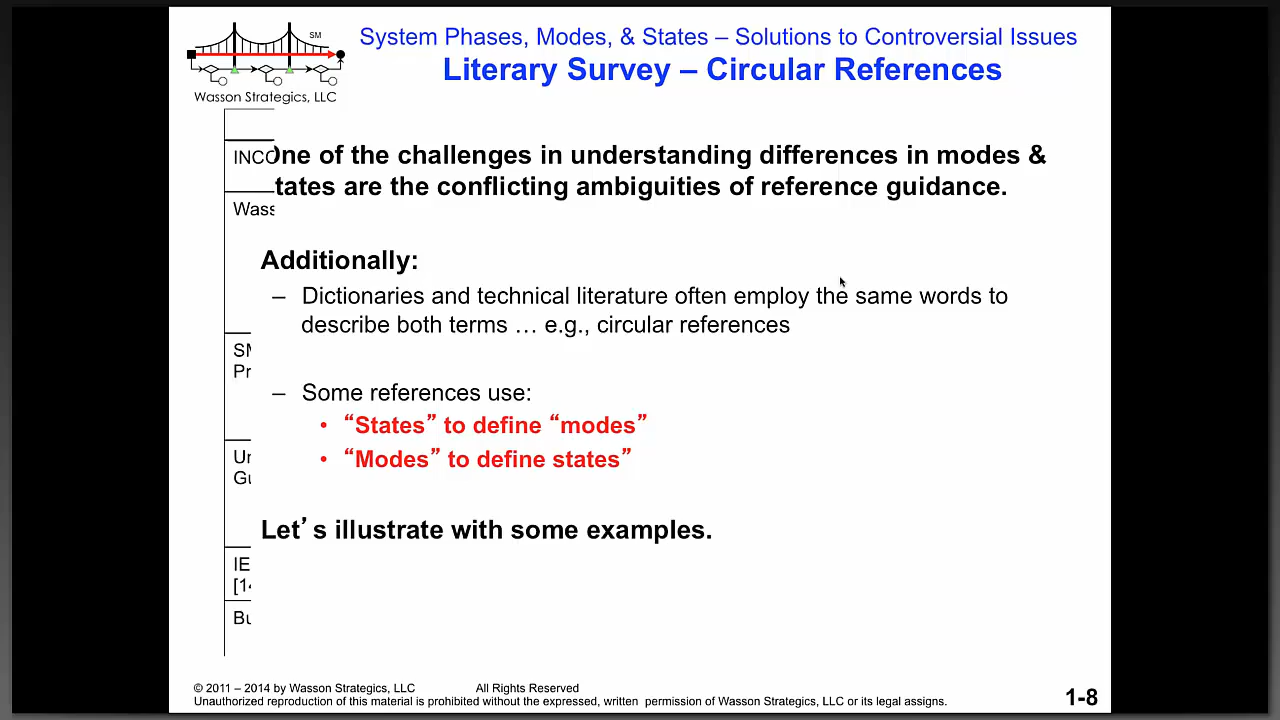 SM
System Phases, Modes, & States – Solutions to Controversial Issues
Literary Survey – Circular References
Wasson Strategics, LLC
INCO
One of the challenges in understanding differences in modes &
tates are the conflicting ambiguities of reference guidance.
Wass
Additionally:
– Dictionaries and technical literature often employ the same words to
describe both terms … e.g., circular references
SM
Pr
– Some references use:
• “States” to define “modes”
• “Modes” to define states”
Un
Gu
Let’s illustrate with some examples.
IE
[14
Bu
© 2011 – 2014 by Wasson Strategics, LLC All Rights Reserved
Unauthorized reproduction of this material is prohibited without the expressed, written permission of Wasson Strategics, LLC or its legal assigns.
1-8